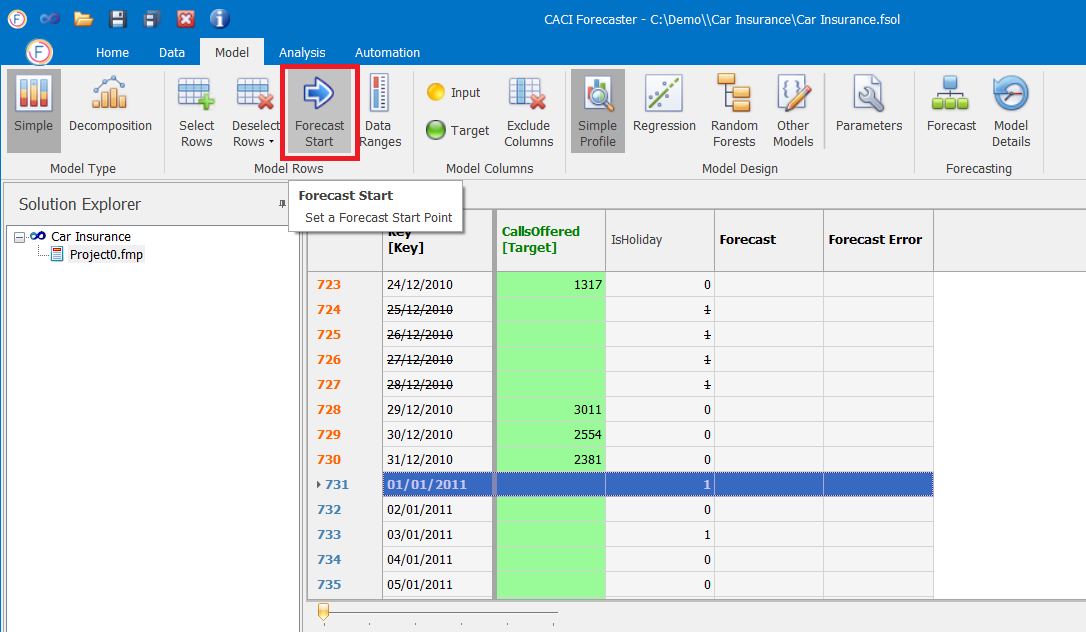 F
CACI Forecaster - C:\Demo\\Car Insurance\Car Insurance.fsol
F
Home Data Model Analysis Automation
Simple
Decomposition
Select
Rows
Deselect
Rows
Forecast
Start
Data
Ranges
Input
Target
Exclude
Columns
Simple
Profile
Regression
Random
Forests
Other
Models
Parameters
Forecast
Model
Details
Model Type Model Rows Model Columns Model Design Forecasting
Forecast Start
Set a Forecast Start Point
Solution Explorer
Car Insurance
Project0.fmp
Key
[Key]
CallsOffered
[Target]
IsHoliday
Forecast
Forecast Error
723 24/12/2010 1317 0
724 25/12/2010 1
725 26/12/2010 1
726 27/12/2010 1
727 28/12/2010 1
728 29/12/2010 3011 0
729 30/12/2010 2554 0
730 31/12/2010 2381 0
731 01/01/2011 1
732 02/01/2011 0
733 03/01/2011 1
734 04/01/2011 0
735 05/01/2011 0